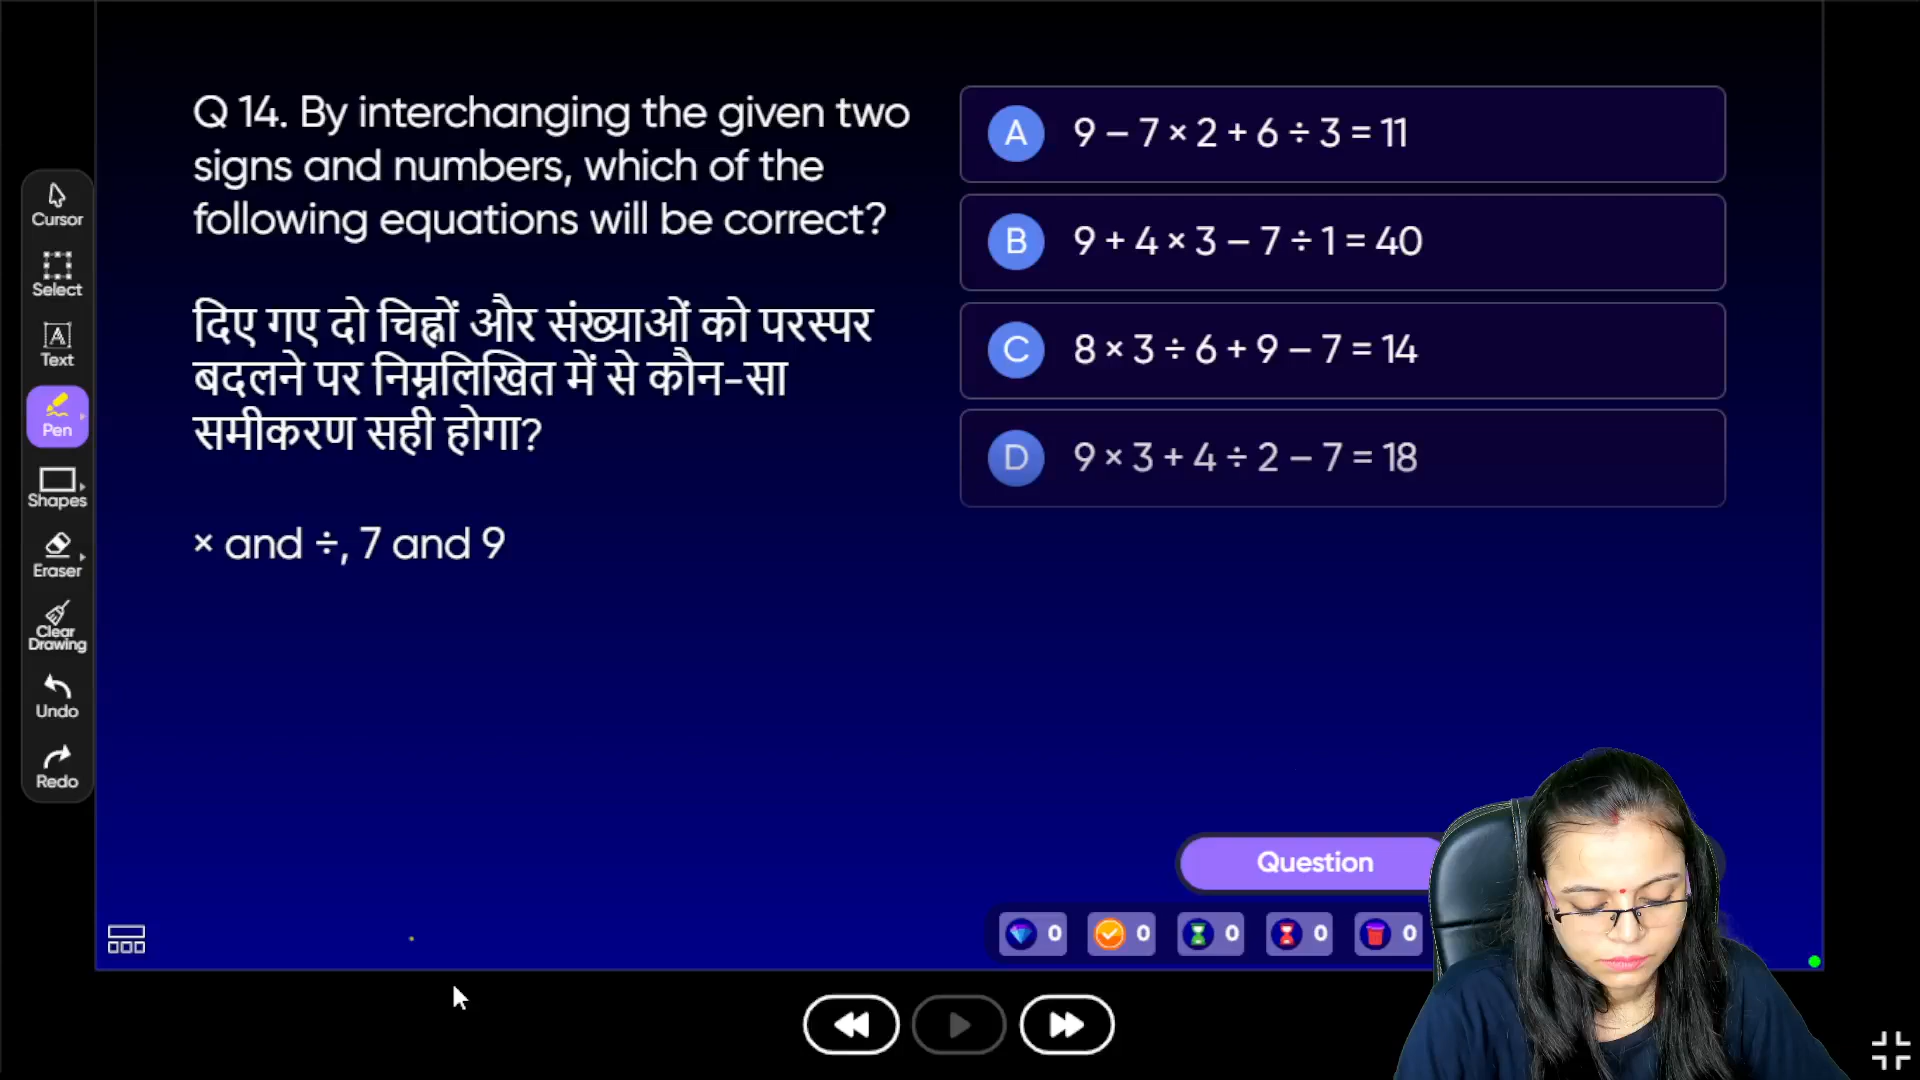 Q 14. By interchanging the given two
signs and numbers, which of the
following equations will be correct?
दिए गए दो चिह्नों और संख्याओं को परस्पर
बदलने पर निम्नलिखित में से कौन-सा
समीकरण सही होगा?
× and ÷, 7 and 9
A 9 – 7 × 2 + 6 ÷ 3 = 11
B 9 + 4 × 3 – 7 ÷ 1 = 40
C 8 × 3 ÷ 6 + 9 – 7 = 14
D 9 × 3 + 4 ÷ 2 – 7 = 18
Cursor
Select
A
Text
Pen
Shapes
Eraser
Clear
Drawing
Undo
Redo
Question
0 0 0 0 0